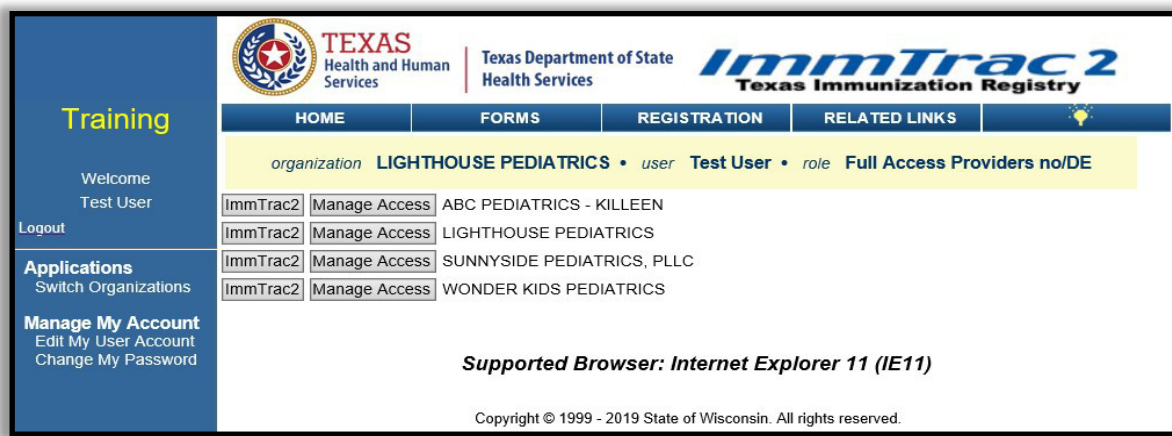 TEXAS
Health and Human
Services
Texas Department of State
Health Services
ImmTrac2
Texas Immunization Registry
Training
Welcome
Test User
Logout
Applications
Switch Organizations
Manage My Account
Edit My User Account
Change My Password
HOME FORMS REGISTRATION RELATED LINKS
organization LIGHTHOUSE PEDIATRICS • user Test User • role Full Access Providers no/DE
ImmTrac2 Manage Access ABC PEDIATRICS - KILLEEN
ImmTrac2 Manage Access LIGHTHOUSE PEDIATRICS
ImmTrac2 Manage Access SUNNYSIDE PEDIATRICS, PLLC
ImmTrac2 Manage Access WONDER KIDS PEDIATRICS
Supported Browser: Internet Explorer 11 (IE11)
Copyright © 1999 - 2019 State of Wisconsin. All rights reserved.